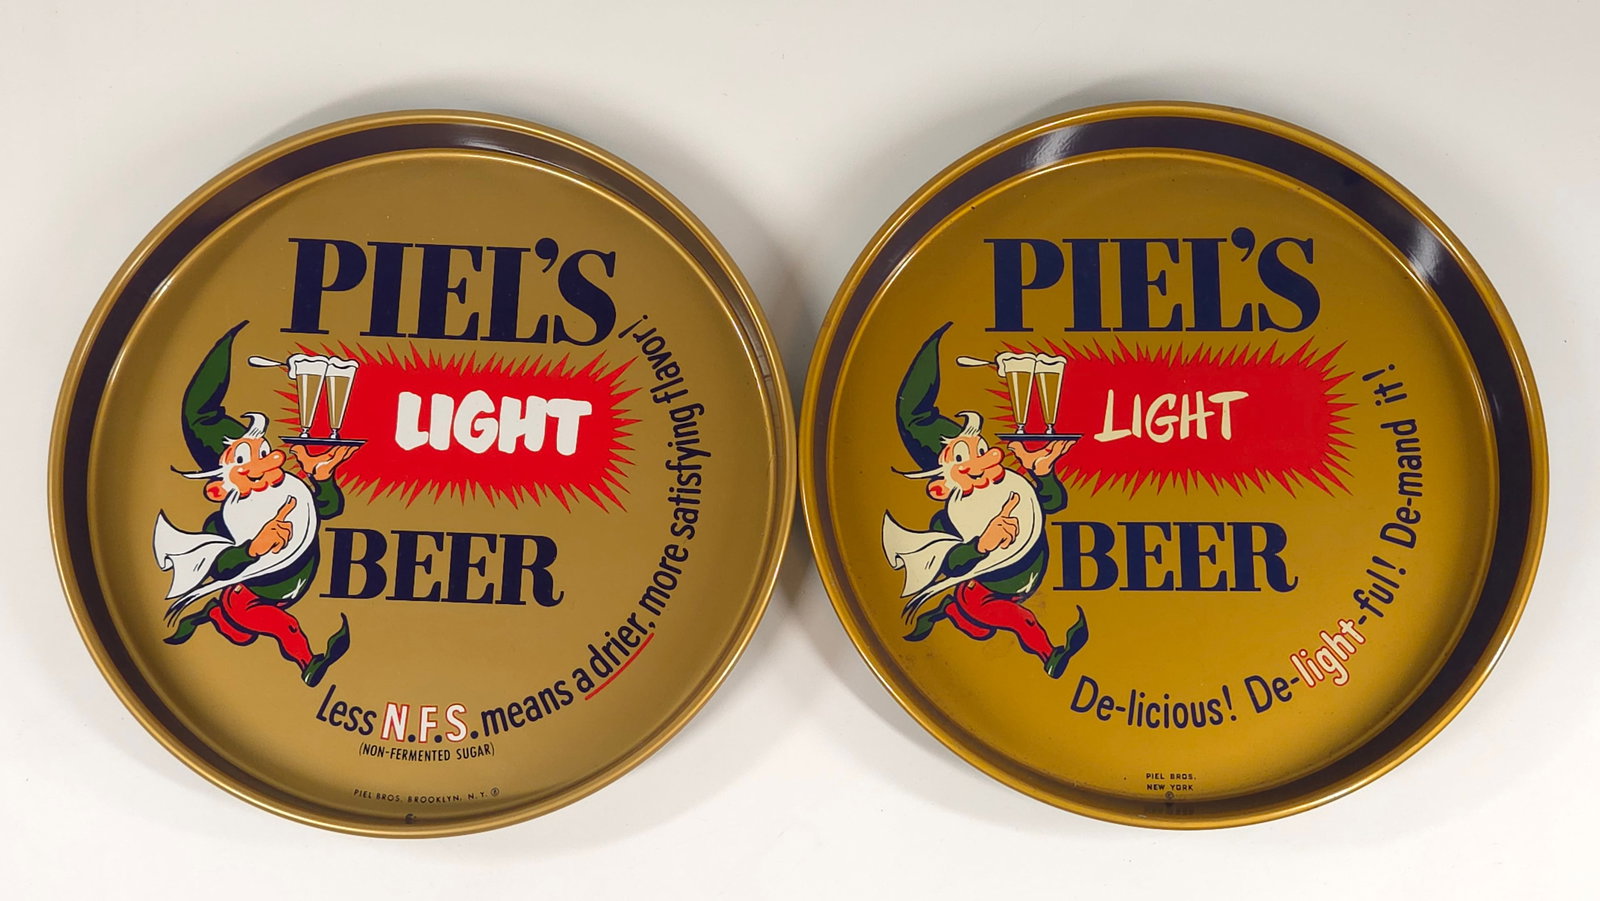 PIEL'S
LIGHT
BEER
Less N.F.S. means a drier, more satisfying flavor!
(NON-FERMENTED SUGAR)
PIEL BROS. BROOKLYN, N.Y. ®
PIEL'S
LIGHT
BEER
De-licious! De-light-ful! De-mand it!
PIEL BROS.
NEW YORK